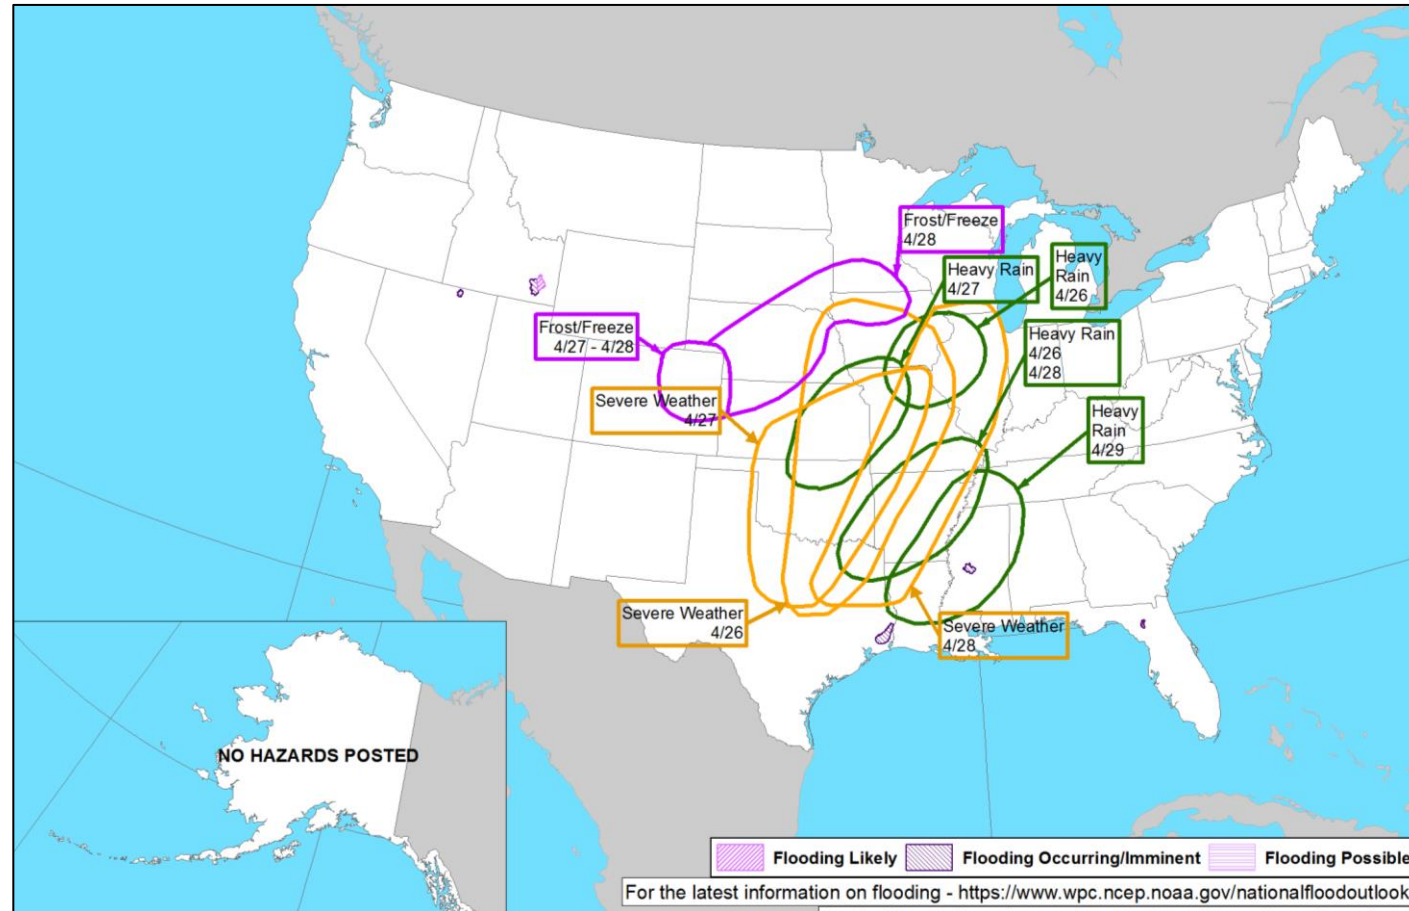 Frost/Freeze
4/28
Heavy Rain
4/27
Heavy
Rain
4/26
Frost/Freeze
4/27 - 4/28
Heavy Rain
4/26
4/28
Severe Weather
4/27
Heavy
Rain
4/29
Severe Weather
4/26
Severe Weather
4/28
NO HAZARDS POSTED
Flooding Likely
Flooding Occurring/Imminent
Flooding Possible
For the latest information on flooding - https://www.wpc.ncep.noaa.gov/nationalfloodoutlook